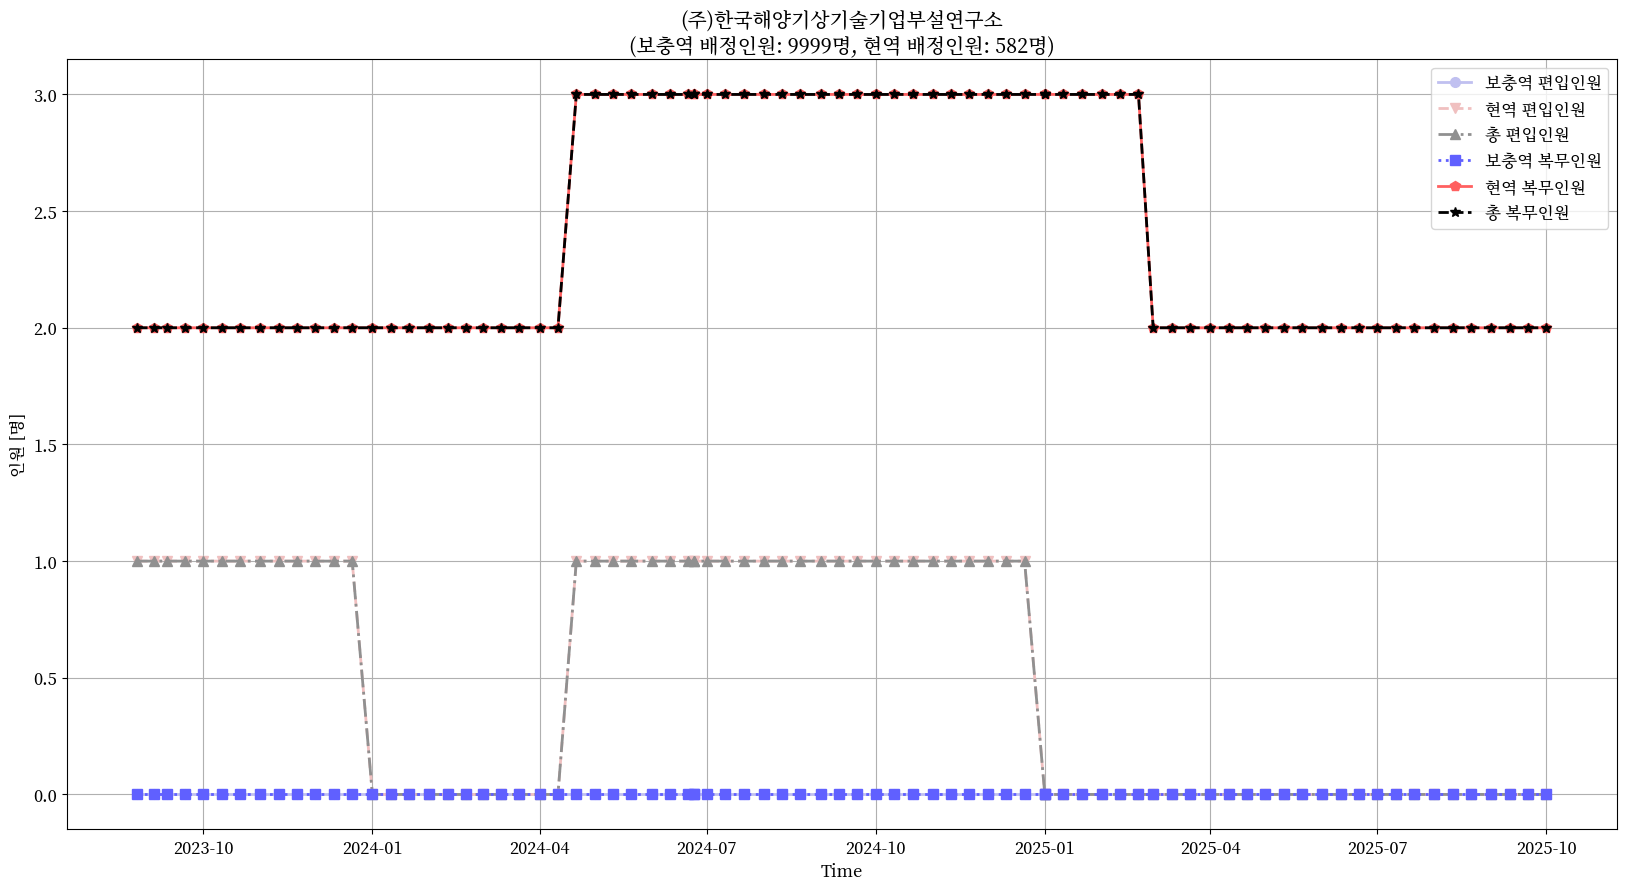 (주)한국해양기상기술기업부설연구소
(보충역 배정인원: 9999명, 현역 배정인원: 582명)
보충역 편입인원
현역 편입인원
총 편입인원
보충역 복무인원
현역 복무인원
총 복무인원
3.0
2.5
2.0
1.5
1.0
0.5
0.0
인원 [명]
2023-10 2024-01 2024-04 2024-07 2024-10 2025-01 2025-04 2025-07 2025-10
Time